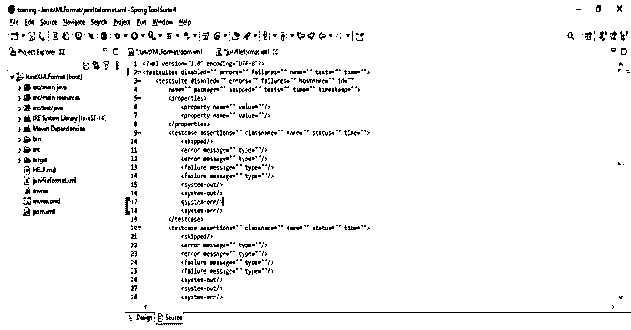 training - JunitXMLFormat/junitfileformat.xml - Spring Tool Suite 4
File Edit Source Navigate Search Project Run Window Help
Project Explorer
JunitXMLFormat [boot]
src/main/java
src/main/resources
src/test/java
JRE System Library [JavaSE-14]
Maven Dependencies
bin
src
target
HELP.md
junitfileformat.xml
mvnw
mvnw.cmd
pom.xml
junitfileformat.xml
1 <?xml version="1.0" encoding="UTF-8"?>
2 <testsuites disabled="" errors="" failures="" name="" tests="" time="">
3 <testsuite disabled="" errors="" failures="" hostname="" id=""
4 name="" package="" skipped="" tests="" time="" timestamp="">
5 <properties>
6 <property name="" value=""/>
7 <property name="" value=""/>
8 </properties>
9 <testcase assertions="" classname="" name="" status="" time="">
10 <skipped/>
11 <error message="" type=""/>
12 <error message="" type=""/>
13 <failure message="" type=""/>
14 <failure message="" type=""/>
15 <system-out/>
16 <system-out/>
17 <system-err/>
18 <system-err/>
19 </testcase>
20 <testcase assertions="" classname="" name="" status="" time="">
21 <skipped/>
22 <error message="" type=""/>
23 <error message="" type=""/>
24 <failure message="" type=""/>
25 <failure message="" type=""/>
26 <system-out/>
27 <system-out/>
28 <system-err/>
Design Source